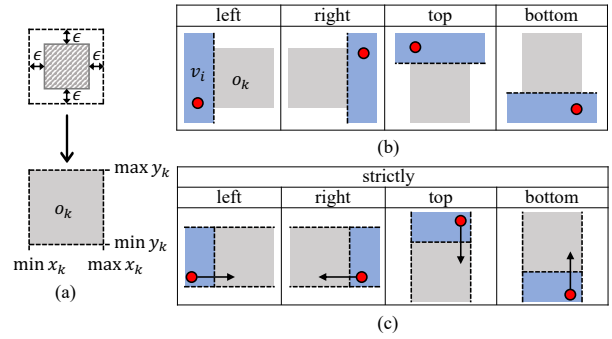 ϵ
ϵ ϵ
ϵ
max y_k
o_k
min y_k
min x_k max x_k
(a)
left right top bottom
v_i o_k
(b)
strictly
left right top bottom
(c)